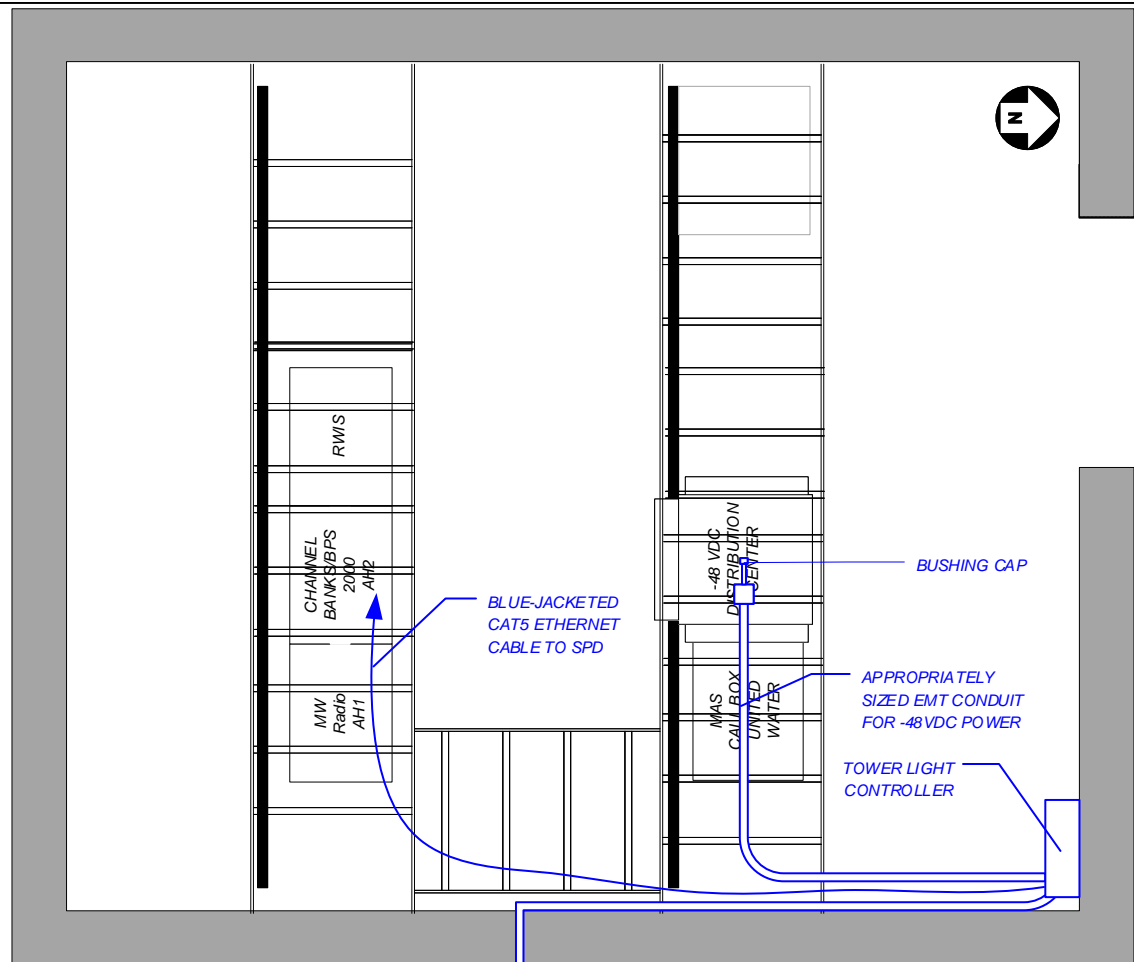 N
RWIS
CHANNEL
BANKS/BPS
2000
AH2
MW
Radio
AH1
-48 VDC
DISTRIBUTION
CENTER
MAS
CALL BOX
UNITED
WATER
BUSHING CAP
BLUE-JACKETED
CAT5 ETHERNET
CABLE TO SPD
APPROPRIATELY
SIZED EMT CONDUIT
FOR -48VDC POWER
TOWER LIGHT
CONTROLLER